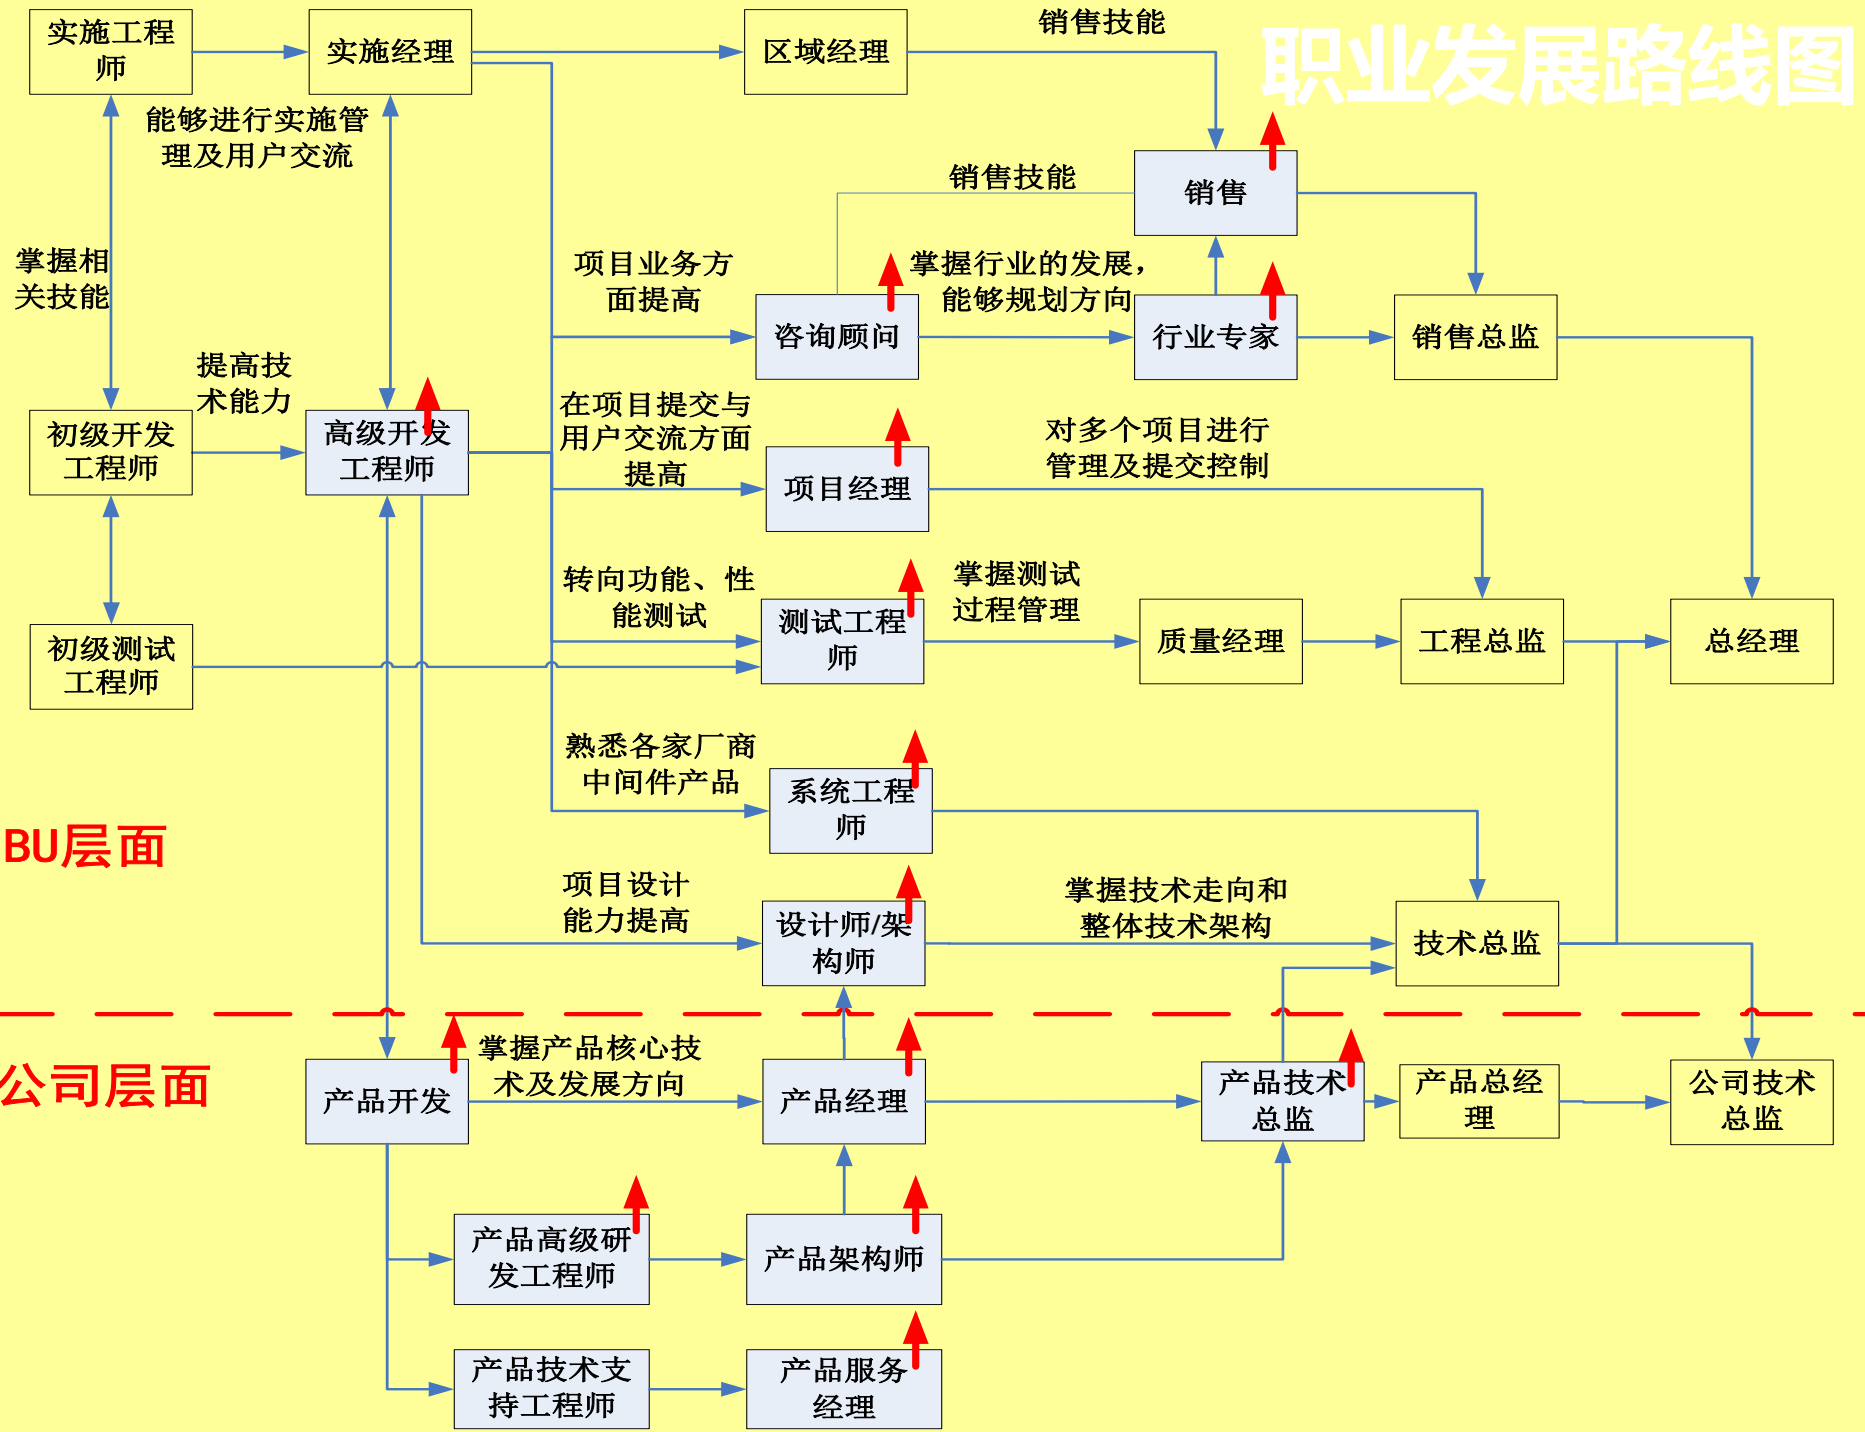 职业发展路线图
实施工程
师
实施经理
区域经理
销售技能
能够进行实施管
理及用户交流
销售技能
销售
掌握相
关技能
项目业务方
面提高
掌握行业的发展，
能够规划方向
咨询顾问
行业专家
销售总监
提高技
术能力
初级开发
工程师
高级开发
工程师
在项目提交与
用户交流方面
提高
项目经理
对多个项目进行
管理及提交控制
转向功能、性
能测试
掌握测试
过程管理
初级测试
工程师
测试工程
师
质量经理
工程总监
总经理
熟悉各家厂商
中间件产品
系统工程
师
BU层面
项目设计
能力提高
设计师/架
构师
掌握技术走向和
整体技术架构
技术总监
公司层面
产品开发
掌握产品核心技
术及发展方向
产品经理
产品技术
总监
产品总经
理
公司技术
总监
产品高级研
发工程师
产品架构师
产品技术支
持工程师
产品服务
经理